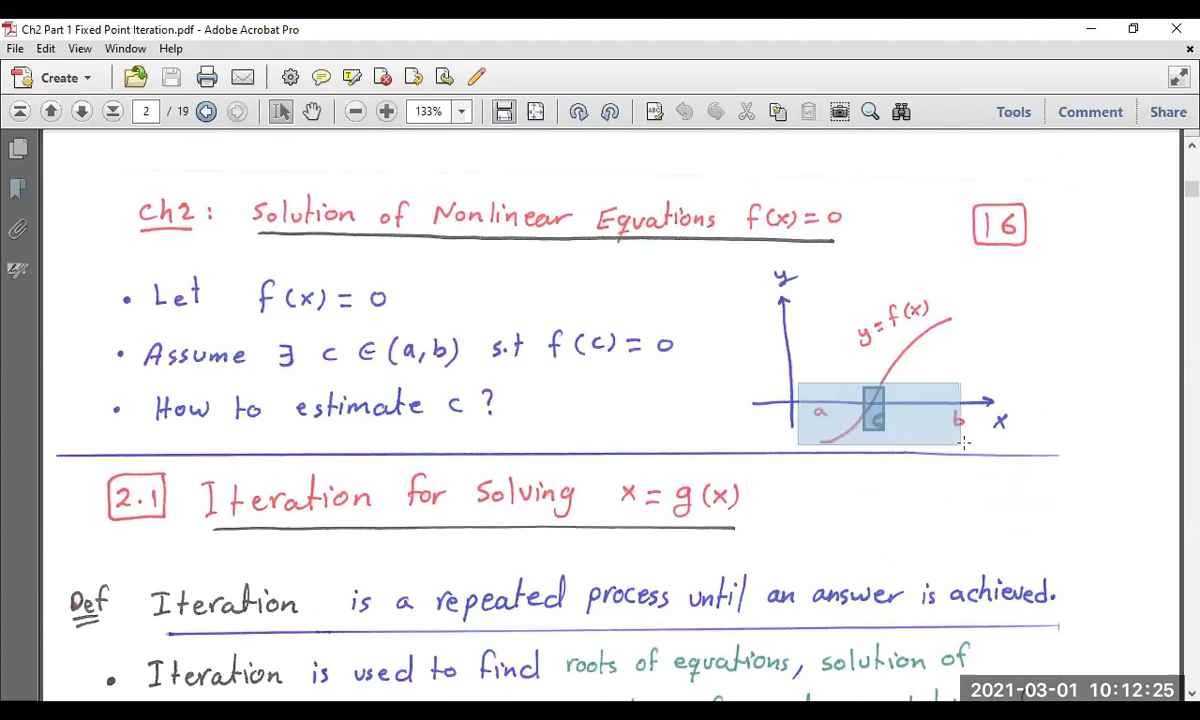 Ch2 Part 1 Fixed Point Iteration.pdf - Adobe Acrobat Pro
File Edit View Window Help
Create
2 / 19 133% Tools Comment Share
Ch2: Solution of Nonlinear Equations f(x) = 0
16
• Let f(x) = 0
• Assume ∃ c ∈ (a,b) s.t f(c) = 0
• How to estimate c ?
y
y = f(x)
a c b x
2.1 Iteration for solving x = g(x)
Def Iteration is a repeated process until an answer is achieved.
• Iteration is used to find roots of equations, solution of
2021-03-01 10:12:25